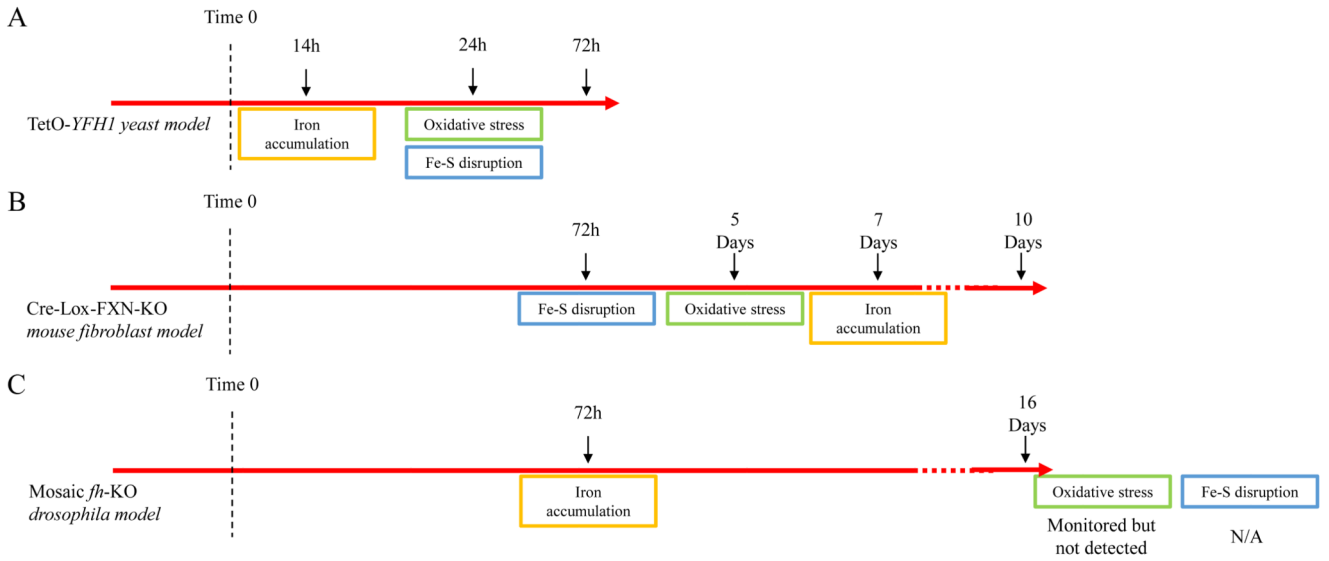 A
Time 0
14h
24h
72h
TetO-YFH1 yeast model
Iron
accumulation
Oxidative stress
Fe-S disruption
B
Time 0
72h
5
Days
7
Days
10
Days
Cre-Lox-FXN-KO
mouse fibroblast model
Fe-S disruption
Oxidative stress
Iron
accumulation
C
Time 0
72h
16
Days
Mosaic fh-KO
drosophila model
Iron
accumulation
Oxidative stress
Fe-S disruption
Monitored but
not detected
N/A